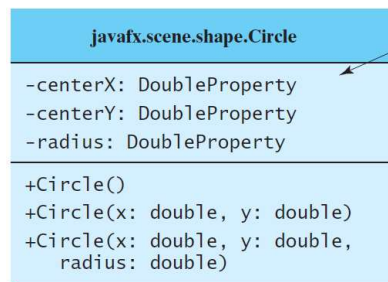 javafx.scene.shape.Circle
-centerX: DoubleProperty
-centerY: DoubleProperty
-radius: DoubleProperty
+Circle()
+Circle(x: double, y: double)
+Circle(x: double, y: double,
radius: double)